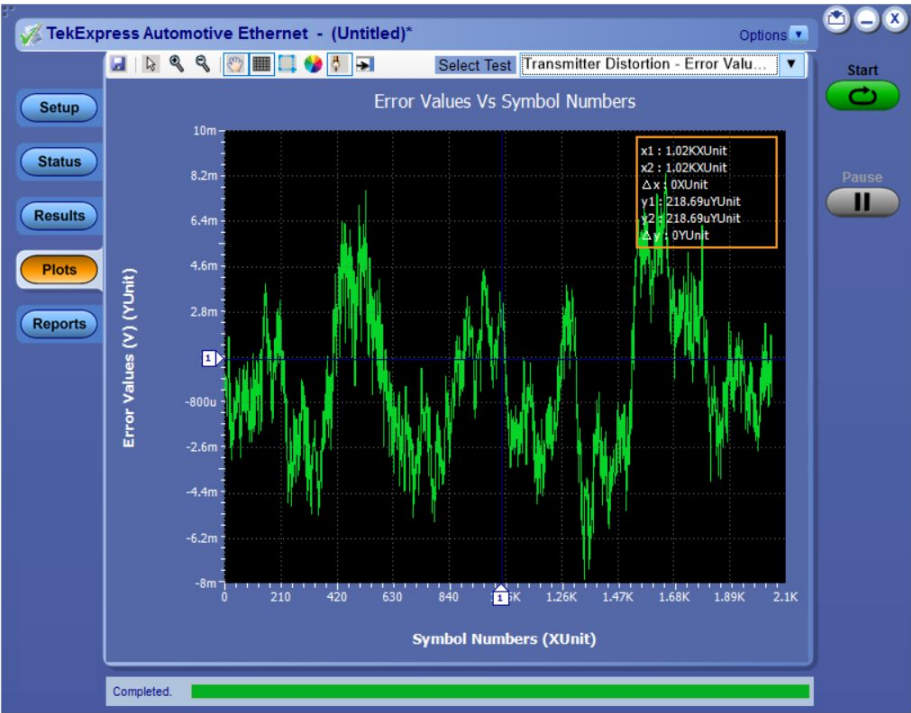 TekExpress Automotive Ethernet - (Untitled)*
Options
X
Select Test
Transmitter Distortion - Error Valu...
Start
Pause
Setup
Status
Results
Plots
Reports
Error Values Vs Symbol Numbers
x1 : 1.02KXUnit
x2 : 1.02KXUnit
Δx : 0XUnit
y1 : 218.69uYUnit
y2 : 218.69uYUnit
Δy : 0YUnit
Error Values (V) (YUnit)
10m
8.2m
6.4m
4.6m
2.8m
1
-800u
-2.6m
-4.4m
-6.2m
-8m
0 210 420 630 840 1 1.26K 1.47K 1.68K 1.89K 2.1K
Symbol Numbers (XUnit)
Completed.